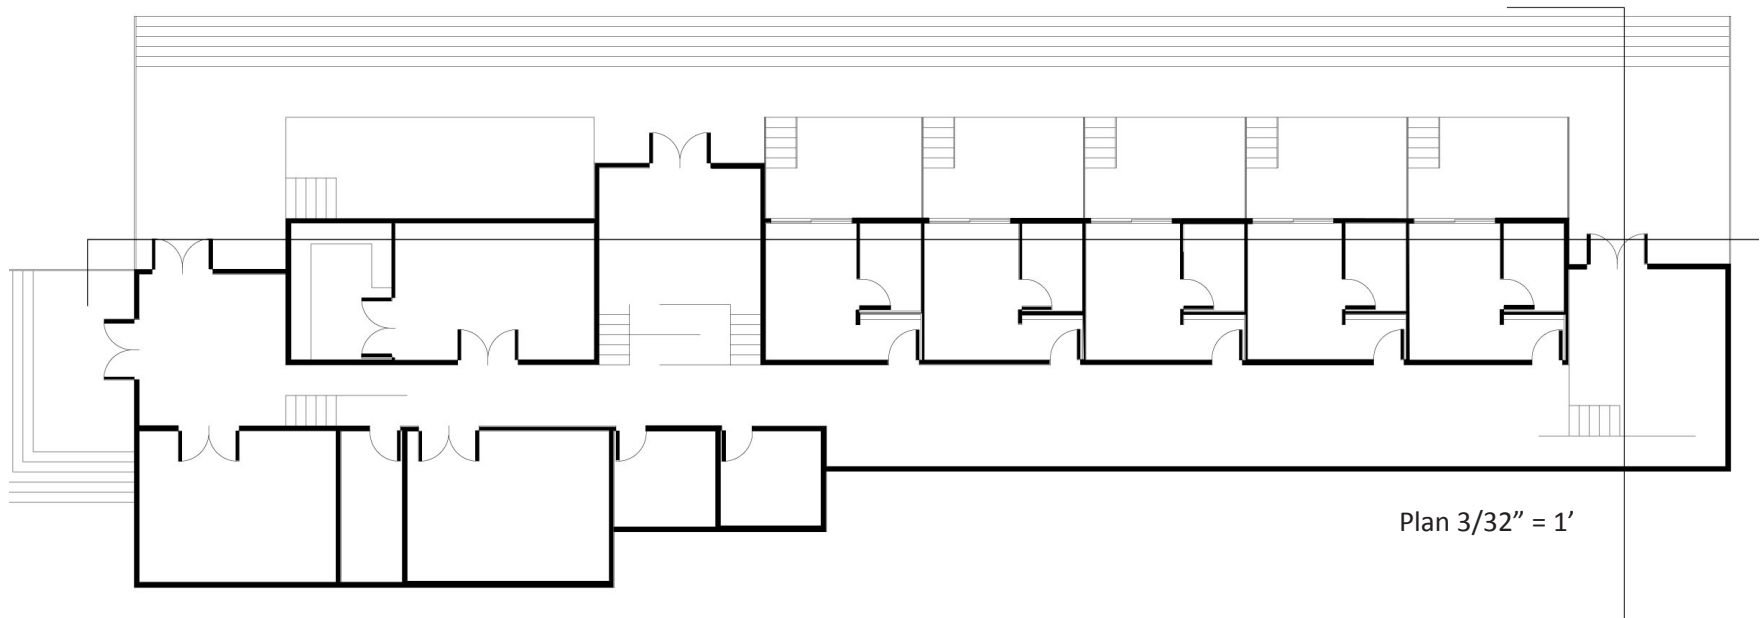 Plan 3/32” = 1’